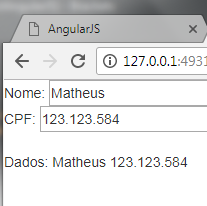 AngularJS
127.0.0.1:4931
Nome: Matheus
CPF: 123.123.584
Dados: Matheus 123.123.584